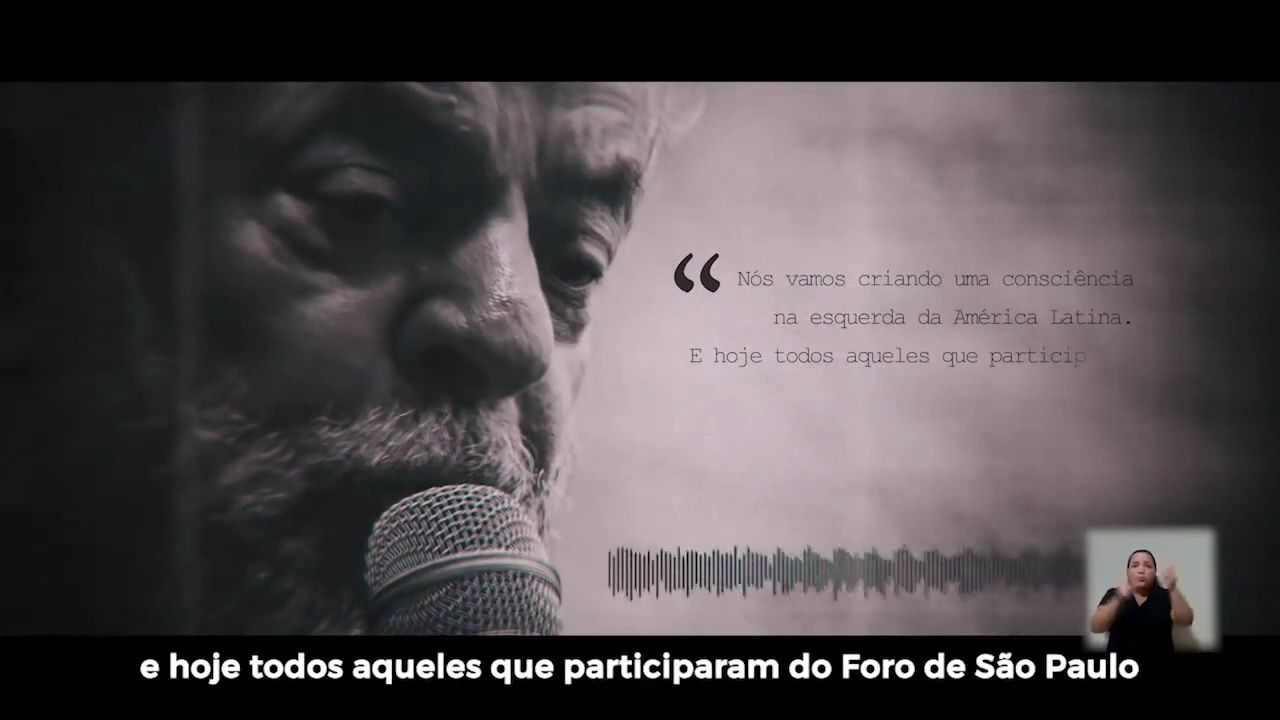 “ Nós vamos criando uma consciência
na esquerda da América Latina.
E hoje todos aqueles que particip
e hoje todos aqueles que participaram do Foro de São Paulo